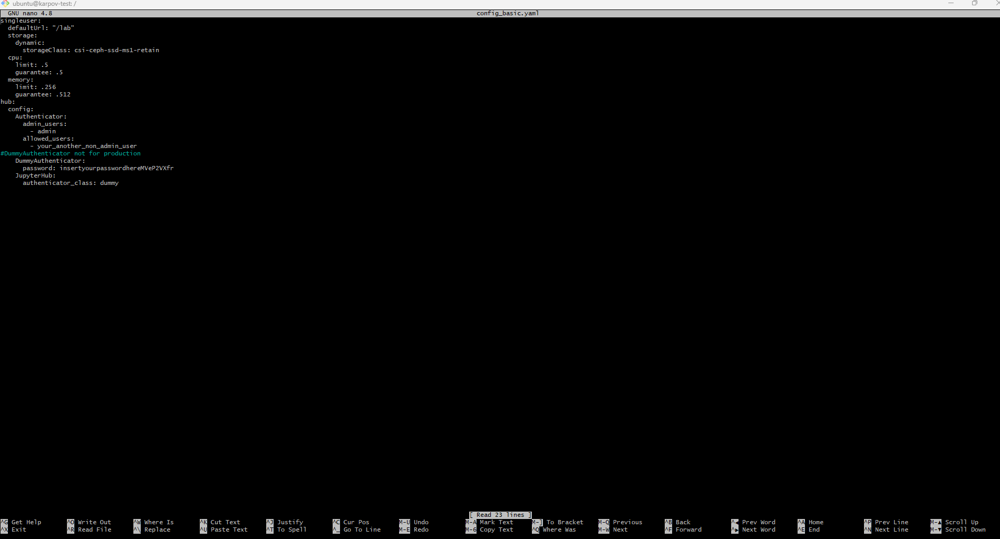 ubuntu@karpov-test: /
GNU nano 4.8 config_basic.yaml
singleuser:
  defaultUrl: "/lab"
  storage:
    dynamic:
      storageClass: csi-ceph-ssd-ms1-retain
  cpu:
    limit: .5
    guarantee: .5
  memory:
    limit: .256
    guarantee: .512
hub:
  config:
    Authenticator:
      admin_users:
        - admin
      allowed_users:
        - your_another_non_admin_user
#DummyAuthenticator not for production
    DummyAuthenticator:
      password: insertyourpasswordhereMVeP2VXfr
    JupyterHub:
      authenticator_class: dummy
[ Read 23 lines ]
^G Get Help ^O Write Out ^W Where Is ^K Cut Text ^J Justify ^C Cur Pos M-U Undo M-A Mark Text M-] To Bracket M-Q Previous ^B Back ^◀ Prev Word ^A Home ^P Prev Line M-▲ Scroll Up
^X Exit ^R Read File ^\ Replace ^U Paste Text ^T To Spell ^_ Go To Line M-E Redo M-6 Copy Text ^Q Where Was M-W Next ^F Forward ^▶ Next Word ^E End ^N Next Line M-▼ Scroll Down